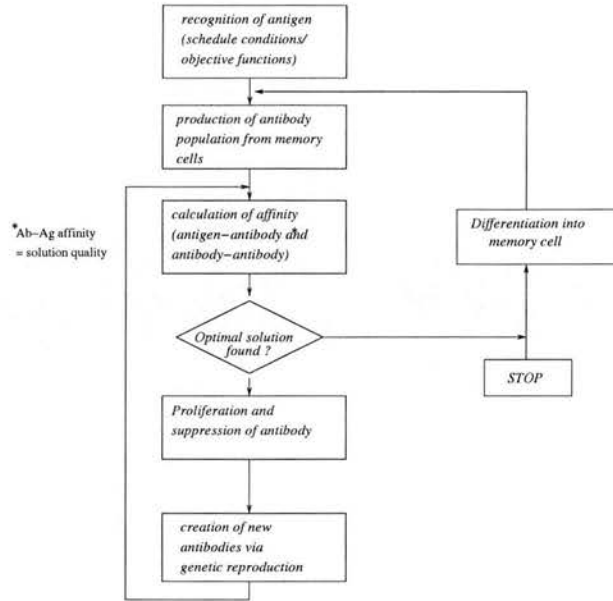 recognition of antigen
(schedule conditions/
objective functions)
production of antibody
population from memory
cells
*Ab–Ag affinity
= solution quality
calculation of affinity
(antigen–antibody* and
antibody–antibody)
Differentiation into
memory cell
Optimal solution
found ?
STOP
Proliferation and
suppression of antibody
creation of new
antibodies via
genetic reproduction